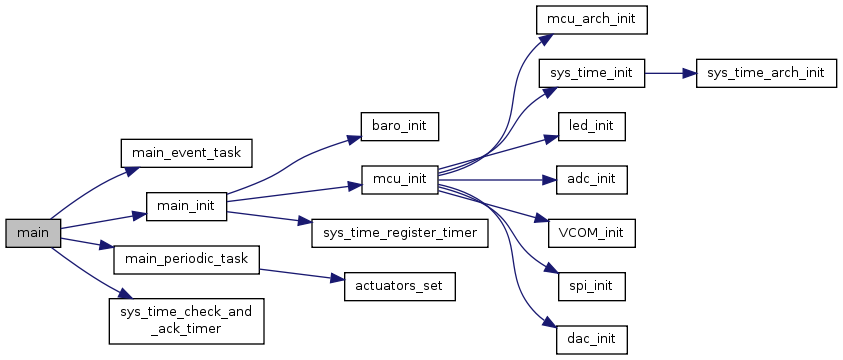 main
main_event_task
main_init
main_periodic_task
sys_time_check_and
_ack_timer
baro_init
mcu_init
sys_time_register_timer
actuators_set
mcu_arch_init
sys_time_init
led_init
adc_init
VCOM_init
spi_init
dac_init
sys_time_arch_init